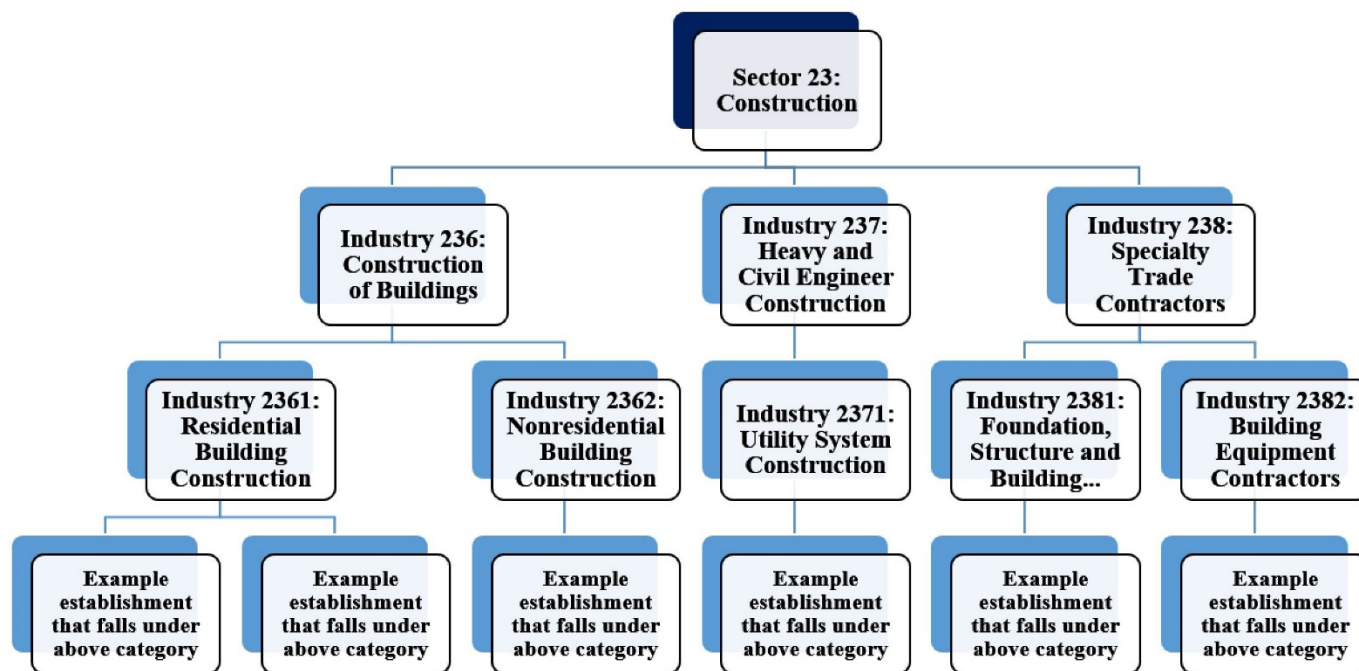 Sector 23:
Construction
Industry 236:
Construction
of Buildings
Industry 237:
Heavy and
Civil Engineer
Construction
Industry 238:
Specialty
Trade
Contractors
Industry 2361:
Residential
Building
Construction
Industry 2362:
Nonresidential
Building
Construction
Industry 2371:
Utility System
Construction
Industry 2381:
Foundation,
Structure and
Building...
Industry 2382:
Building
Equipment
Contractors
Example
establishment
that falls under
above category
Example
establishment
that falls under
above category
Example
establishment
that falls under
above category
Example
establishment
that falls under
above category
Example
establishment
that falls under
above category
Example
establishment
that falls under
above category